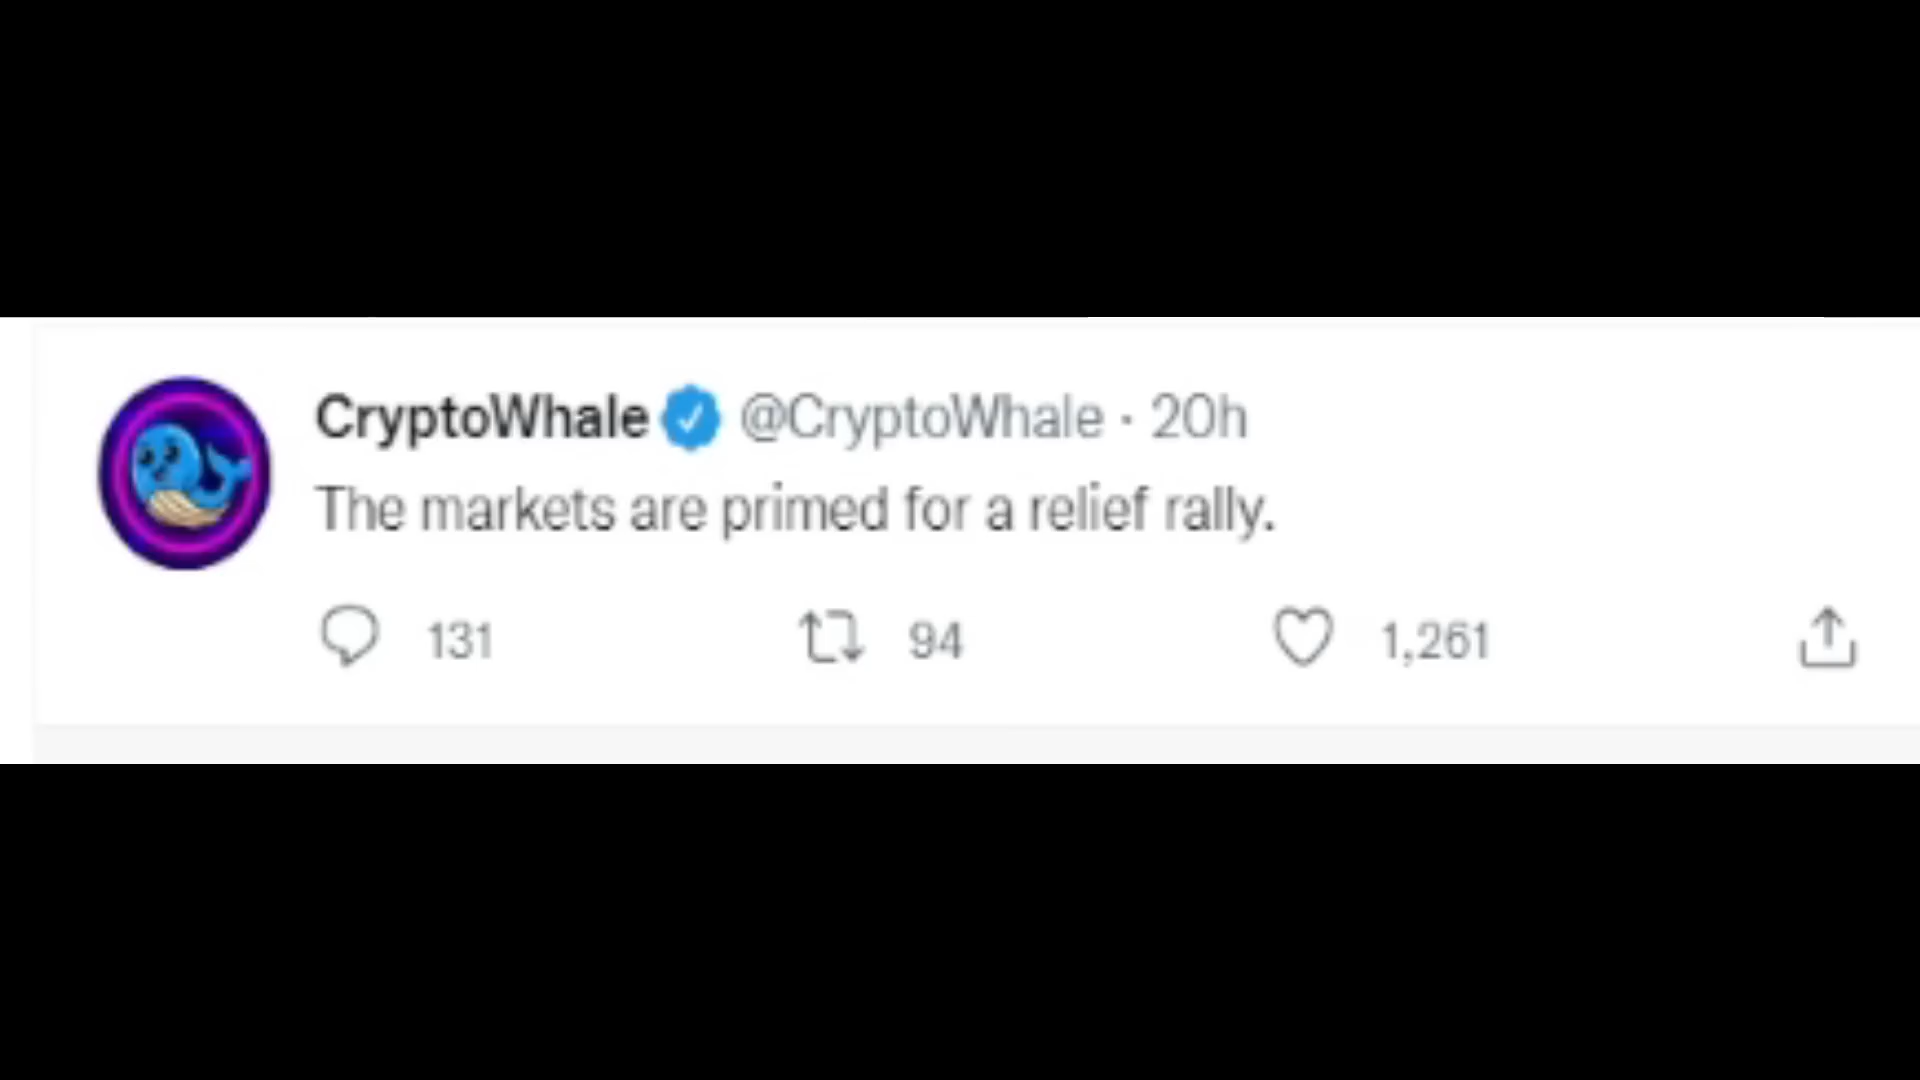 CryptoWhale @CryptoWhale · 20h
The markets are primed for a relief rally.
131 94 1,261